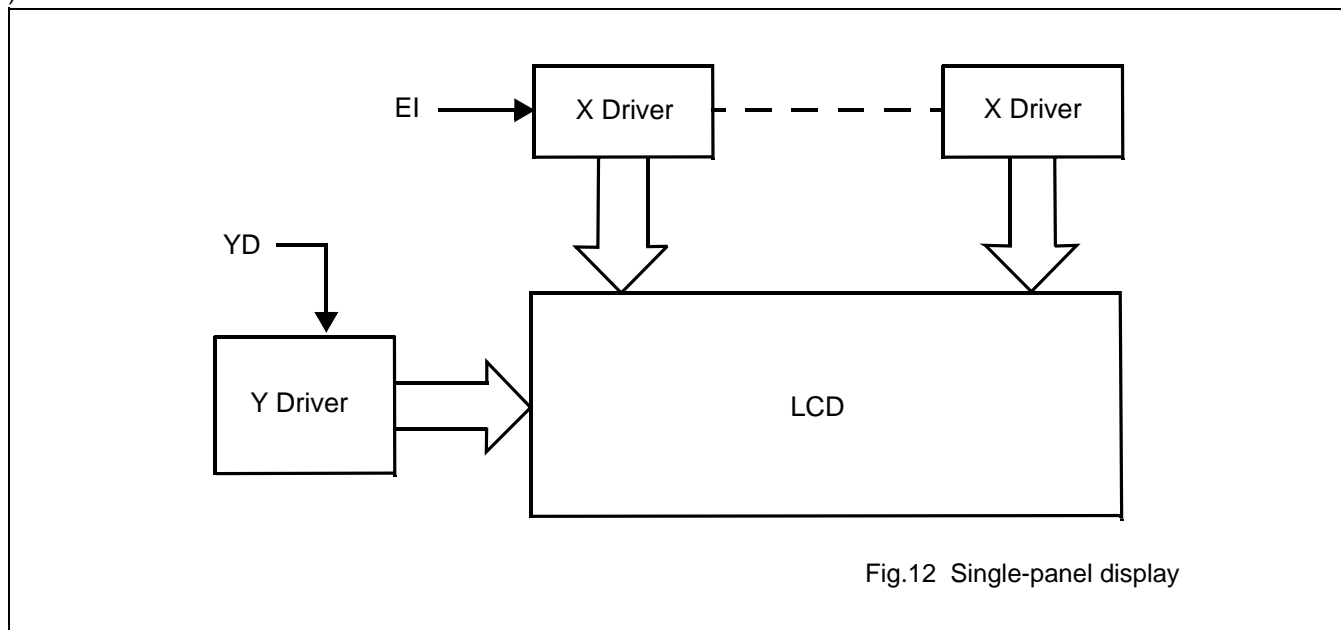 EI
X Driver
X Driver
YD
Y Driver
LCD
Fig.12 Single-panel display